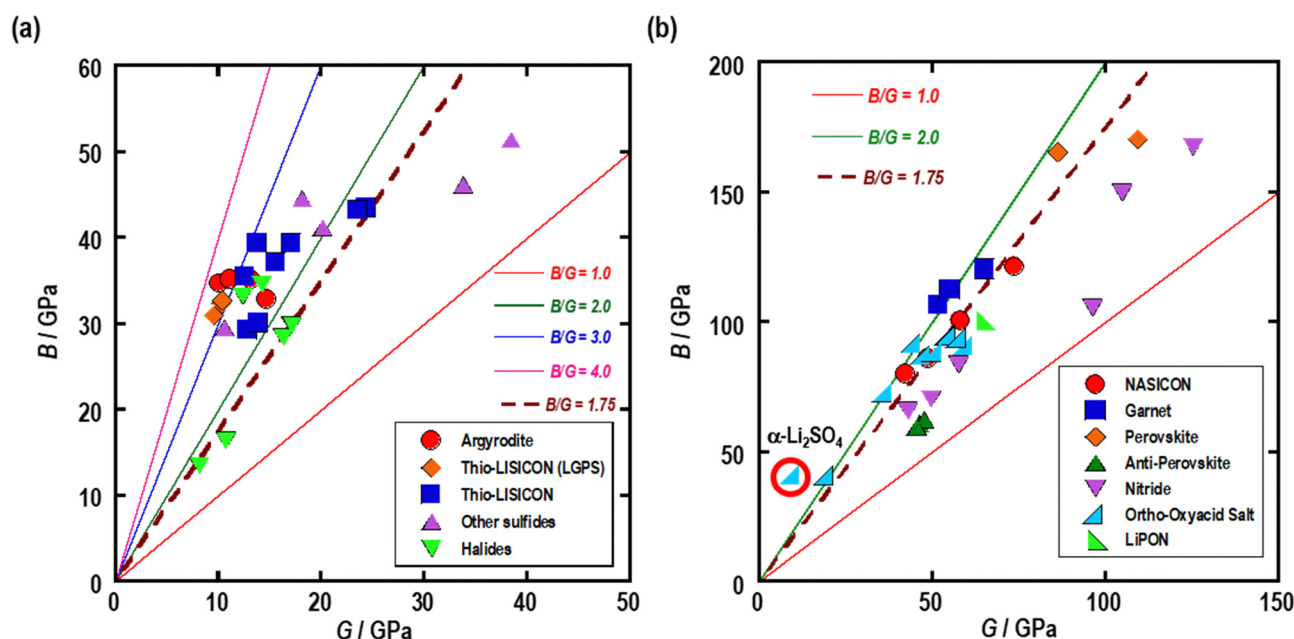 (a)
60
50
40
30
20
10
0
B / GPa
0 10 20 30 40 50
G / GPa
B/G = 1.0
B/G = 2.0
B/G = 3.0
B/G = 4.0
B/G = 1.75
Argyrodite
Thio-LISICON (LGPS)
Thio-LISICON
Other sulfides
Halides
(b)
200
150
100
50
0
B / GPa
0 50 100 150
G / GPa
B/G = 1.0
B/G = 2.0
B/G = 1.75
α-Li₂SO₄
NASICON
Garnet
Perovskite
Anti-Perovskite
Nitride
Ortho-Oxyacid Salt
LiPON